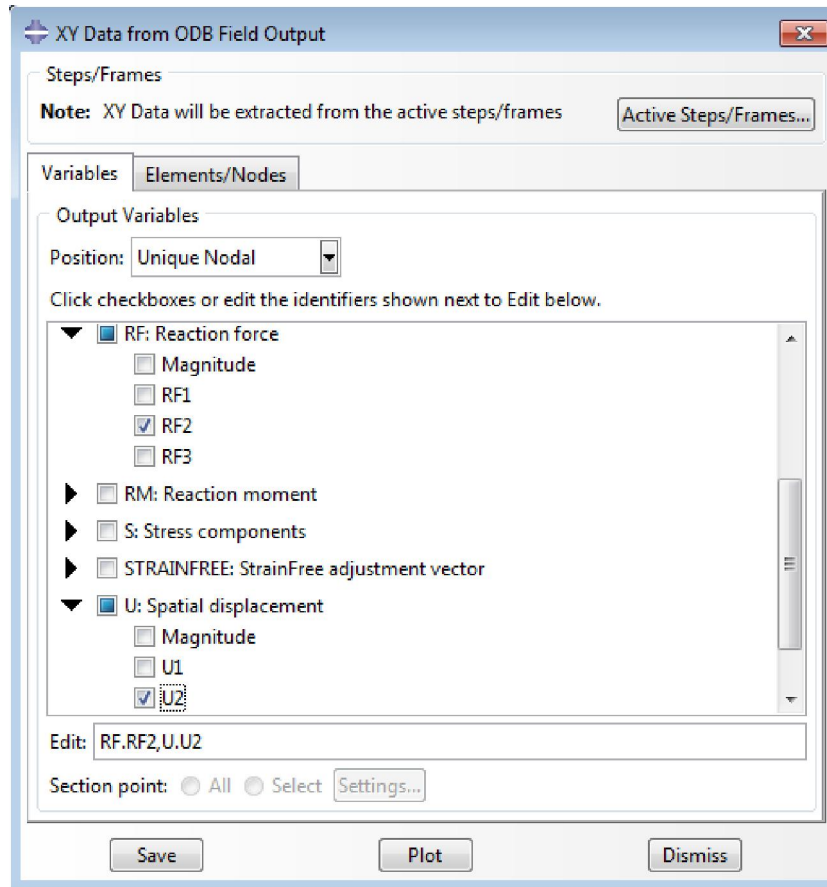 XY Data from ODB Field Output
Steps/Frames
Note: XY Data will be extracted from the active steps/frames
Active Steps/Frames...
Variables
Elements/Nodes
Output Variables
Position: Unique Nodal
Click checkboxes or edit the identifiers shown next to Edit below.
RF: Reaction force
Magnitude
RF1
RF2
RF3
RM: Reaction moment
S: Stress components
STRAINFREE: StrainFree adjustment vector
U: Spatial displacement
Magnitude
U1
U2
Edit: RF.RF2,U.U2
Section point: All Select Settings...
Save Plot Dismiss